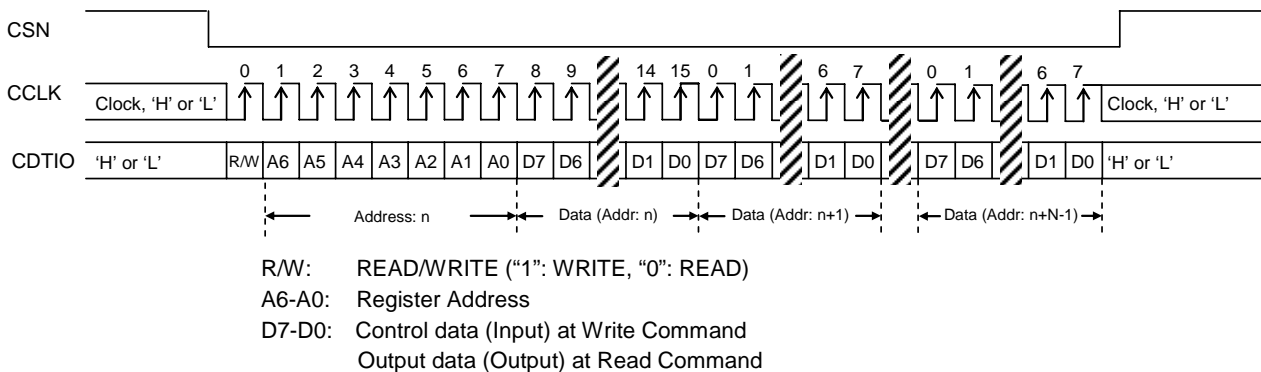 CSN
0 1 2 3 4 5 6 7 8 9 14 15 0 1 6 7 0 1 6 7
CCLK Clock, 'H' or 'L' Clock, 'H' or 'L'
CDTIO 'H' or 'L' R/W A6 A5 A4 A3 A2 A1 A0 D7 D6 D1 D0 D7 D6 D1 D0 D7 D6 D1 D0 'H' or 'L'
Address: n Data (Addr: n) Data (Addr: n+1) Data (Addr: n+N-1)
R/W: READ/WRITE (“1”: WRITE, “0”: READ)
A6-A0: Register Address
D7-D0: Control data (Input) at Write Command
Output data (Output) at Read Command